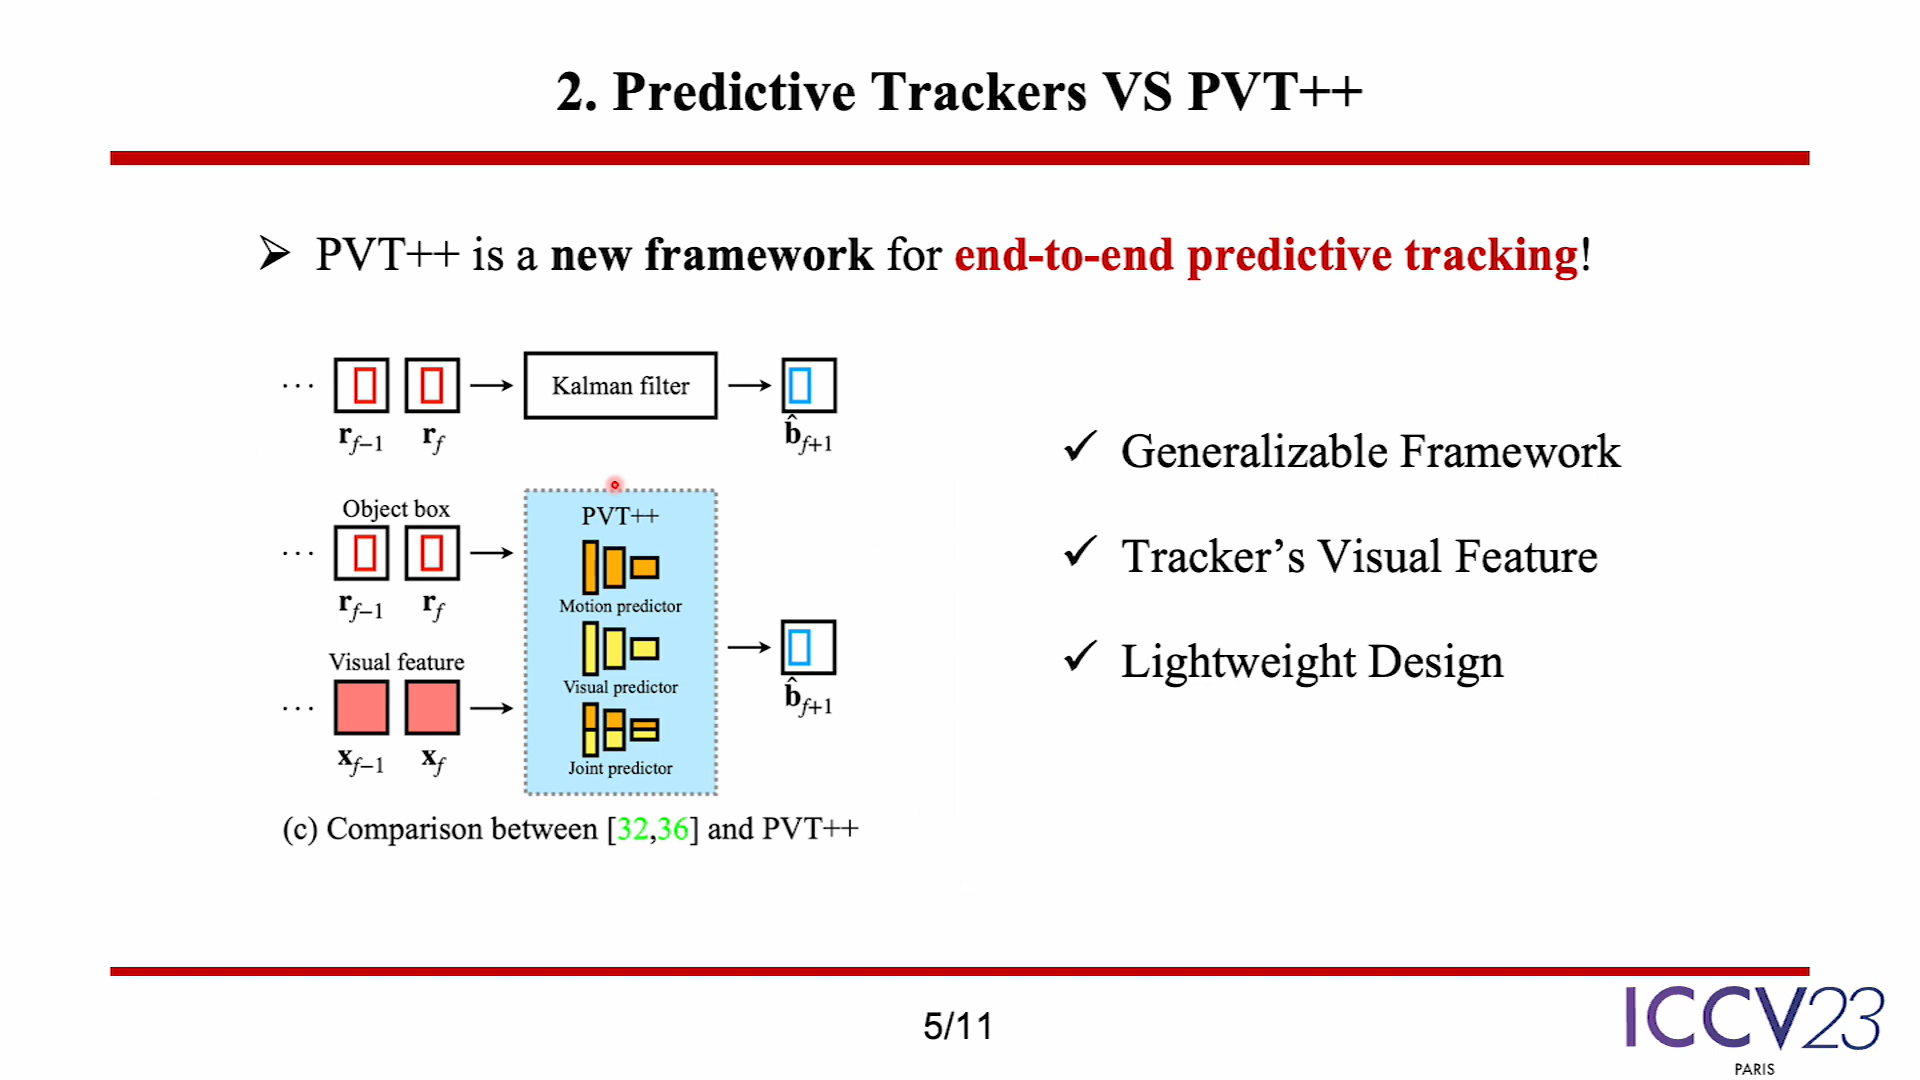 2. Predictive Trackers VS PVT++
➢ PVT++ is a new framework for end-to-end predictive tracking!
··· → Kalman filter →
r_{f−1} r_f b̂_{f+1}
Object box
r_{f−1} r_f
Visual feature
x_{f−1} x_f
PVT++
Motion predictor
Visual predictor
Joint predictor
b̂_{f+1}
(c) Comparison between [32,36] and PVT++
✓ Generalizable Framework
✓ Tracker’s Visual Feature
✓ Lightweight Design
5/11
ICCV23
PARIS